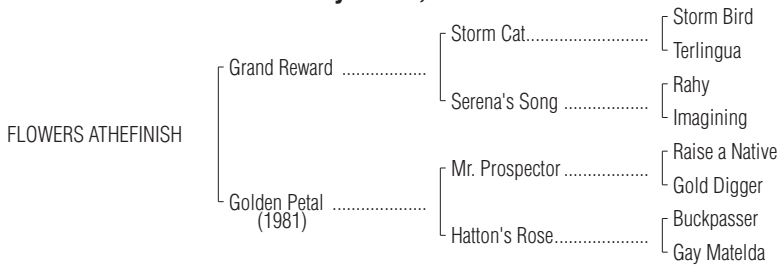 Storm Bird
Storm Cat..........................
Terlingua
Grand Reward ..................
Rahy
Serena's Song ..................
Imagining
FLOWERS ATHEFINISH
Raise a Native
Mr. Prospector ..................
Gold Digger
Golden Petal ....................
(1981)
Buckpasser
Hatton's Rose....................
Gay Matelda